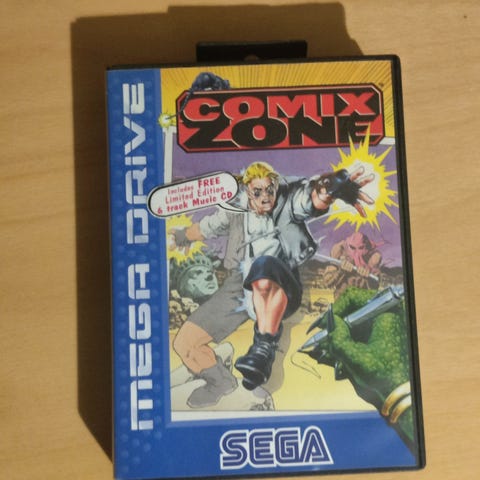 COMIX
ZONE
Includes FREE
Limited Edition
6 track Music CD
MEGA DRIVE
SEGA